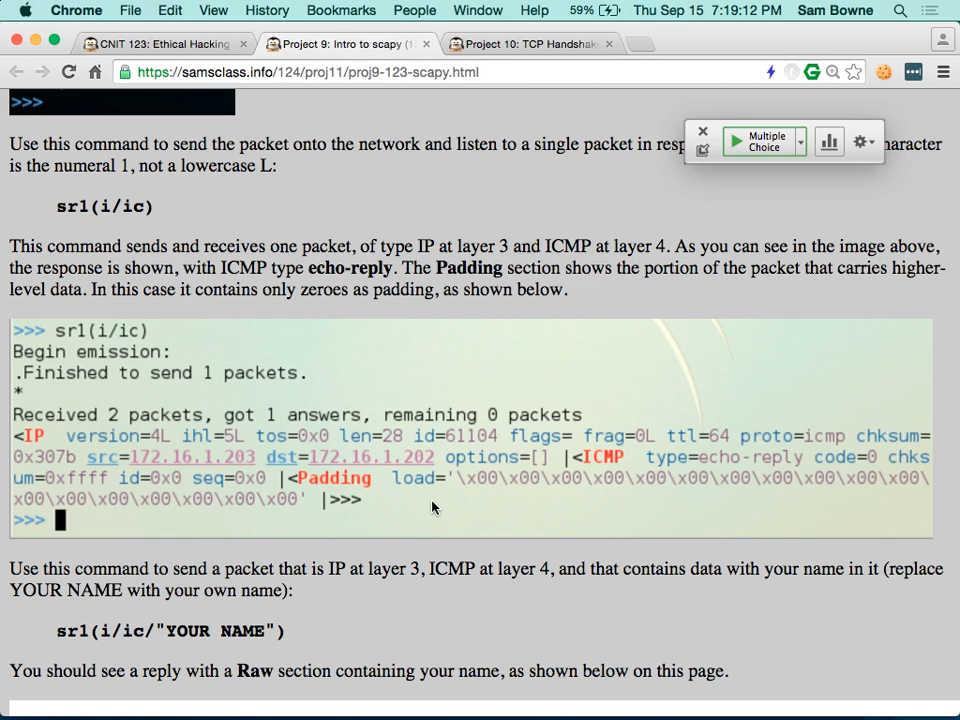 Chrome File Edit View History Bookmarks People Window Help 59% Thu Sep 15 7:19:12 PM Sam Bowne
CNIT 123: Ethical Hacking × Project 9: Intro to scapy (1 × Project 10: TCP Handshake ×
https://samsclass.info/124/proj11/proj9-123-scapy.html
>>>
Multiple
Choice
Use this command to send the packet onto the network and listen to a single packet in resp haracter
is the numeral 1, not a lowercase L:
sr1(i/ic)
This command sends and receives one packet, of type IP at layer 3 and ICMP at layer 4. As you can see in the image above,
the response is shown, with ICMP type echo-reply. The Padding section shows the portion of the packet that carries higher-
level data. In this case it contains only zeroes as padding, as shown below.
>>> sr1(i/ic)
Begin emission:
.Finished to send 1 packets.
*
Received 2 packets, got 1 answers, remaining 0 packets
<IP version=4L ihl=5L tos=0x0 len=28 id=61104 flags= frag=0L ttl=64 proto=icmp chksum=
0x307b src=172.16.1.203 dst=172.16.1.202 options=[] |<ICMP type=echo-reply code=0 chks
um=0xffff id=0x0 seq=0x0 |<Padding load='\x00\x00\x00\x00\x00\x00\x00\x00\x00\x00\x00\
x00\x00\x00\x00\x00\x00\x00' |>>>
>>>
Use this command to send a packet that is IP at layer 3, ICMP at layer 4, and that contains data with your name in it (replace
YOUR NAME with your own name):
sr1(i/ic/"YOUR NAME")
You should see a reply with a Raw section containing your name, as shown below on this page.